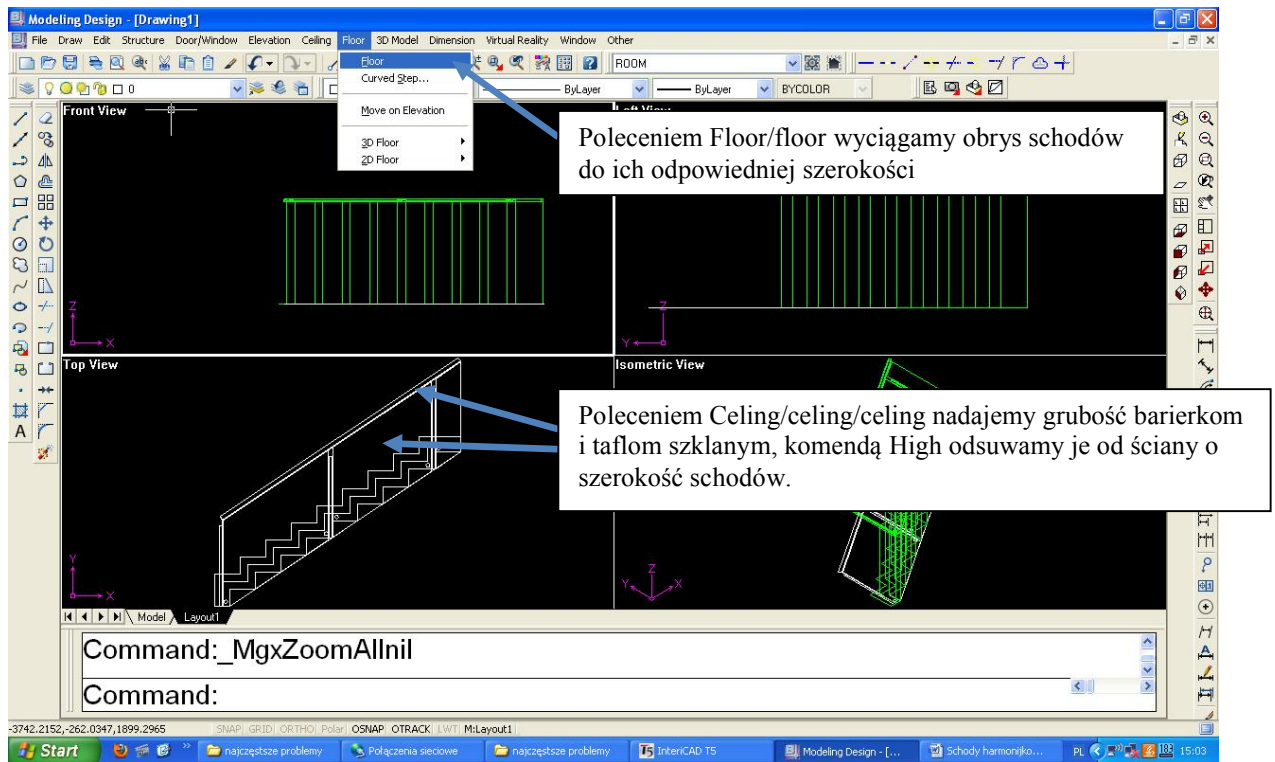 Modeling Design - [Drawing1]
File Draw Edit Structure Door/Window Elevation Ceiling Floor 3D Model Dimension Virtual Reality Window Other
ROOM
0
ByLayer
ByLayer
BYCOLOR
Floor
Curved Step...
Move on Elevation
3D Floor
2D Floor
Front View
Left View
Poleceniem Floor/floor wyciągamy obrys schodów
do ich odpowiedniej szerokości
Z
X
Z
Y
Top View
Isometric View
Poleceniem Celing/celing/celing nadajemy grubość barierkom
i taflom szklanym, komendą High odsuwamy je od ściany o
szerokość schodów.
Y
X
Z
Y
X
Model
Layout1
Command:_MgxZoomAllnil
Command:
-3742.2152,-262.0347,1899.2965
SNAP GRID ORTHO Polar OSNAP OTRACK LWT M:Layout1
Start
najczęstsze problemy
Połączenia sieciowe
najczęstsze problemy
InteriCAD T5
Modeling Design - [...
Schody harmonijko...
PL
15:03